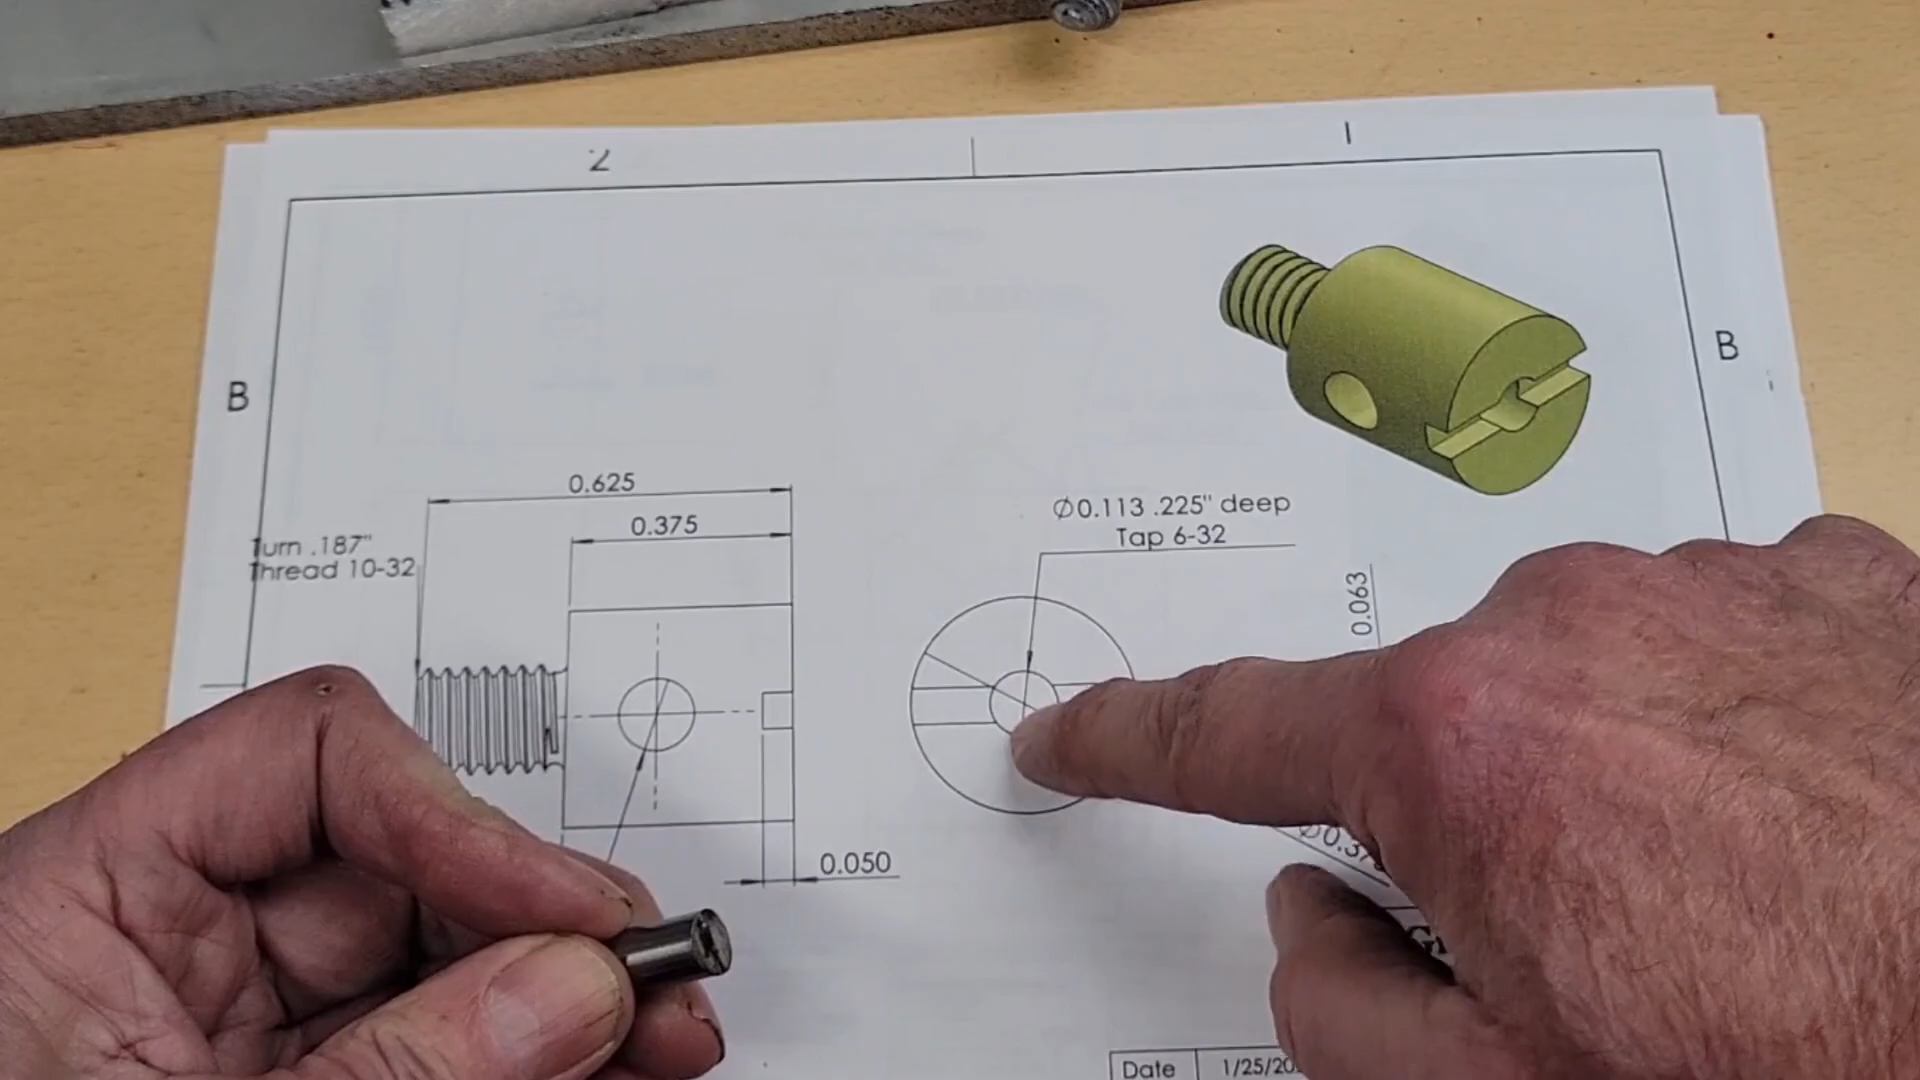 2
1
B
B
0.625
0.375
Turn .187"
Thread 10-32
Ø0.113 .225" deep
Tap 6-32
0.063
0.050
Date